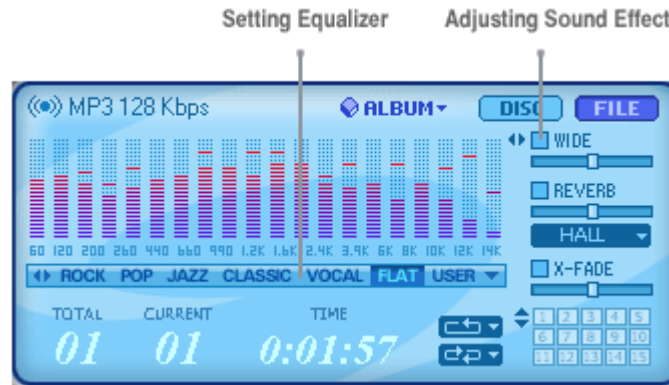 Setting Equalizer Adjusting Sound Effect
MP3 128 Kbps ALBUM DISC FILE
WIDE
REVERB
HALL
60 120 200 260 440 660 990 1.2K 1.6K 2.4K 3.9K 6K 8K 10K 12K 14K
ROCK POP JAZZ CLASSIC VOCAL FLAT USER
X-FADE
TOTAL CURRENT TIME
01 01 0:01:57
1 2 3 4 5
6 7 8 9 10
11 12 13 14 15